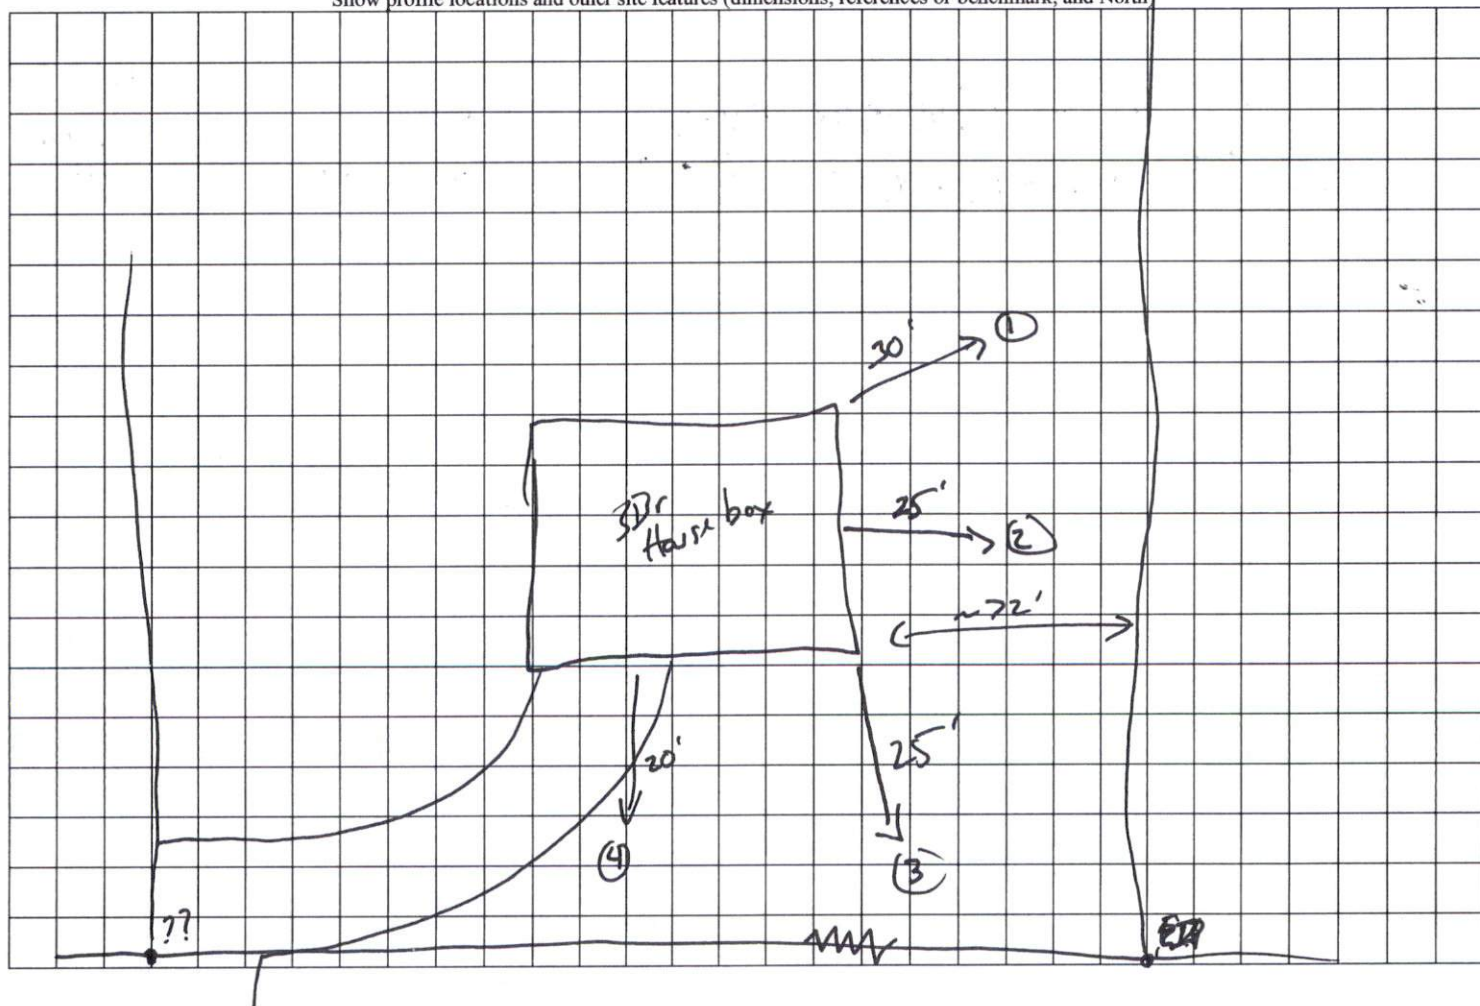 Show profile locations and other site features (dimensions, references or benchmark, and North
30' ①
3Br
House box
25' ②
~72'
20'
25'
④
③
??